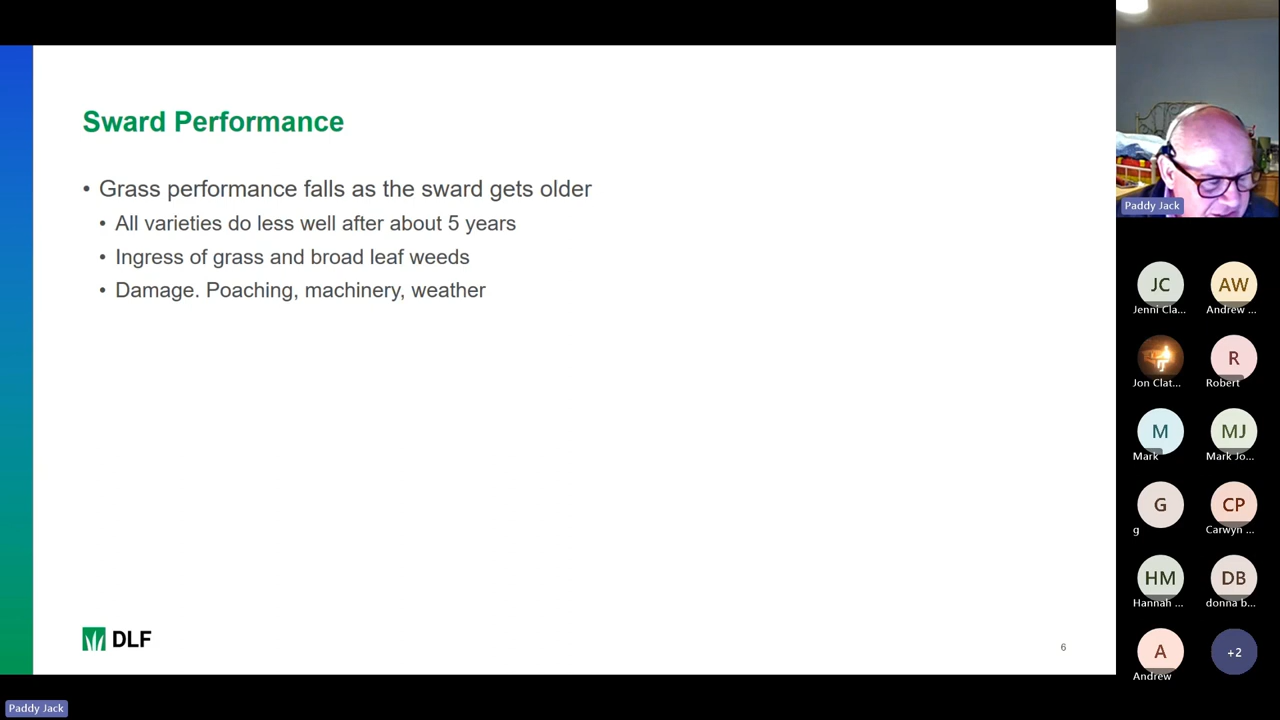 Sward Performance
• Grass performance falls as the sward gets older
• All varieties do less well after about 5 years
• Ingress of grass and broad leaf weeds
• Damage. Poaching, machinery, weather
DLF
6
Paddy Jack
JC
Jenni Cla...
AW
Andrew ...
Jon Clat...
R
Robert
M
Mark
MJ
Mark Jo...
G
g
CP
Carwyn ...
HM
Hannah ...
DB
donna b...
A
Andrew
+2
Paddy Jack